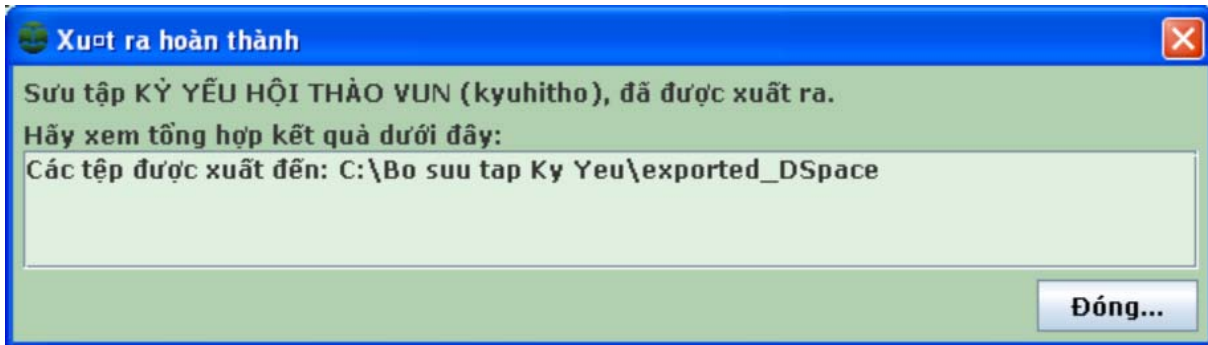 Xu¤t ra hoàn thành
Sưu tập KỶ YẾU HỘI THẢO VUN (kyuhitho), đã được xuất ra.
Hãy xem tổng hợp kết quả dưới đây:
Các tệp được xuất đến: C:\Bo suu tap Ky Yeu\exported_DSpace
Đóng...